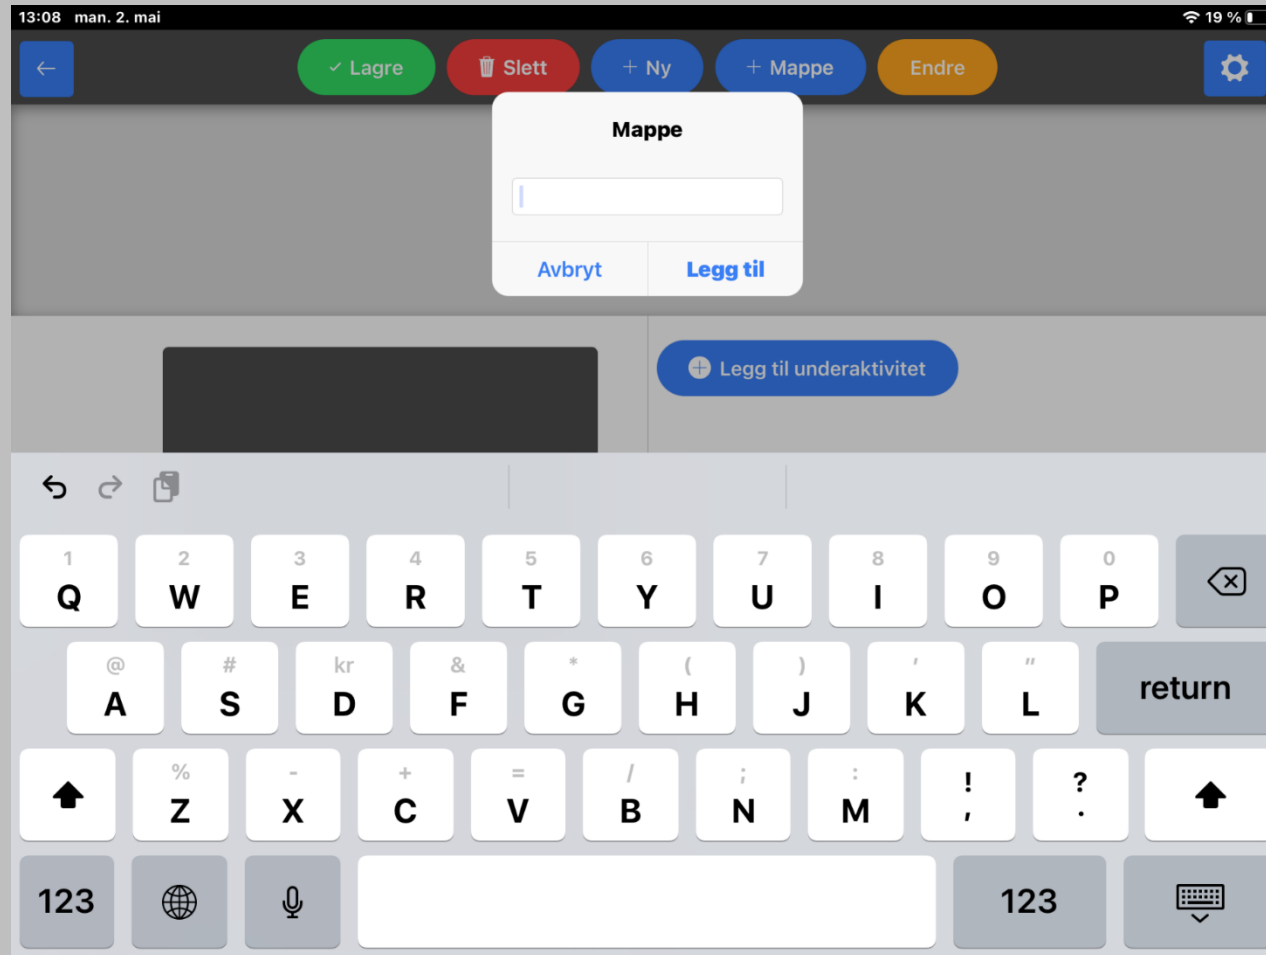 13:08 man. 2. mai 19 %
Lagre Slett + Ny + Mappe Endre
Mappe
Avbryt Legg til
Legg til underaktivitet
1 2 3 4 5 6 7 8 9 0
Q W E R T Y U I O P
@ # kr & * ( ) ' "
A S D F G H J K L return
% - + = / ; : ! ?
Z X C V B N M , .
123 123